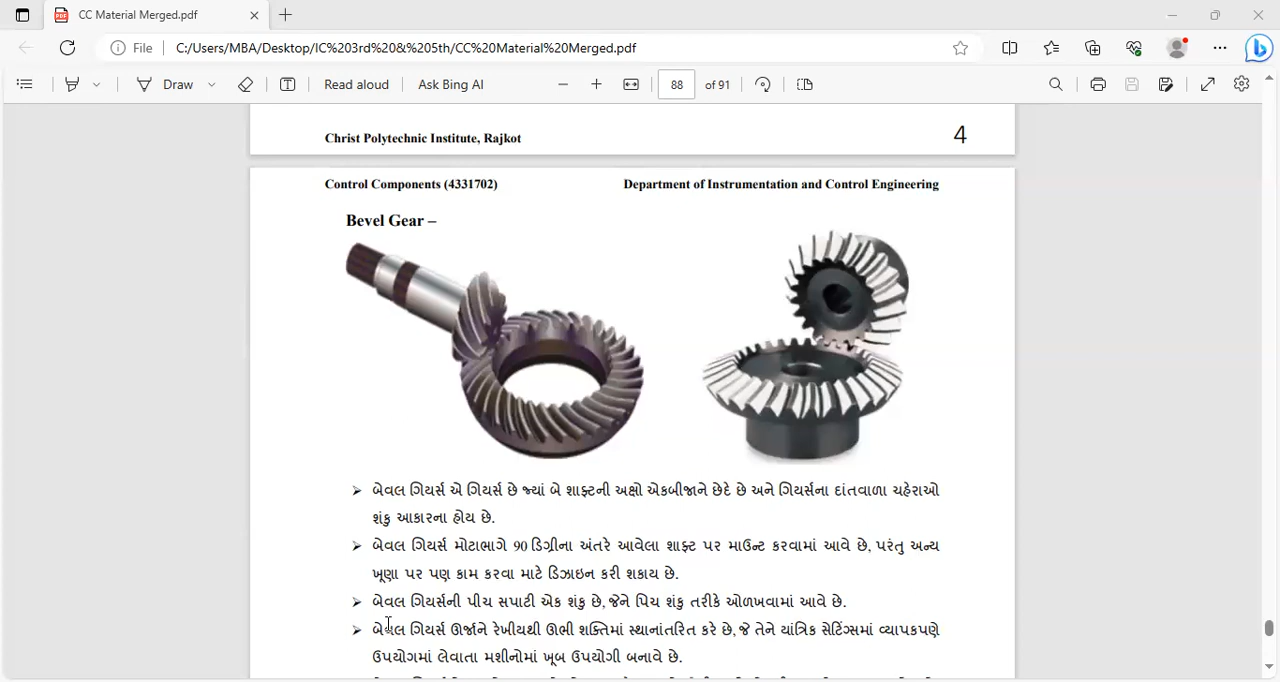 CC Material Merged.pdf
File
C:/Users/MBA/Desktop/IC%203rd%20&%205th/CC%20Material%20Merged.pdf
Draw
Read aloud
Ask Bing AI
88
of 91
Christ Polytechnic Institute, Rajkot
4
Control Components (4331702)
Department of Instrumentation and Control Engineering
Bevel Gear –
➢ બેવલ ગિયર્સ એ ગિયર્સ છે જ્યાં બે શાફ્ટની અક્ષો એકબીજાને છેદે છે અને ગિયર્સના દાંતવાળા ચહેરાઓ
શંકુ આકારના હોય છે.
➢ બેવલ ગિયર્સ મોટાભાગે 90 ડિગ્રીના અંતરે આવેલા શાફ્ટ પર માઉન્ટ કરવામાં આવે છે, પરંતુ અન્ય
ખૂણા પર પણ કામ કરવા માટે ડિઝાઇન કરી શકાય છે.
➢ બેવલ ગિયર્સની પીચ સપાટી એક શંકુ છે, જેને પિચ શંકુ તરીકે ઓળખવામાં આવે છે.
➢ બેવલ ગિયર્સ ઊર્જાને રેખીયથી ઊભી શક્તિમાં સ્થાનાંતરિત કરે છે, જે તેને યાંત્રિક સેટિંગ્સમાં વ્યાપકપણે
ઉપયોગમાં લેવાતા મશીનોમાં ખૂબ ઉપયોગી બનાવે છે.